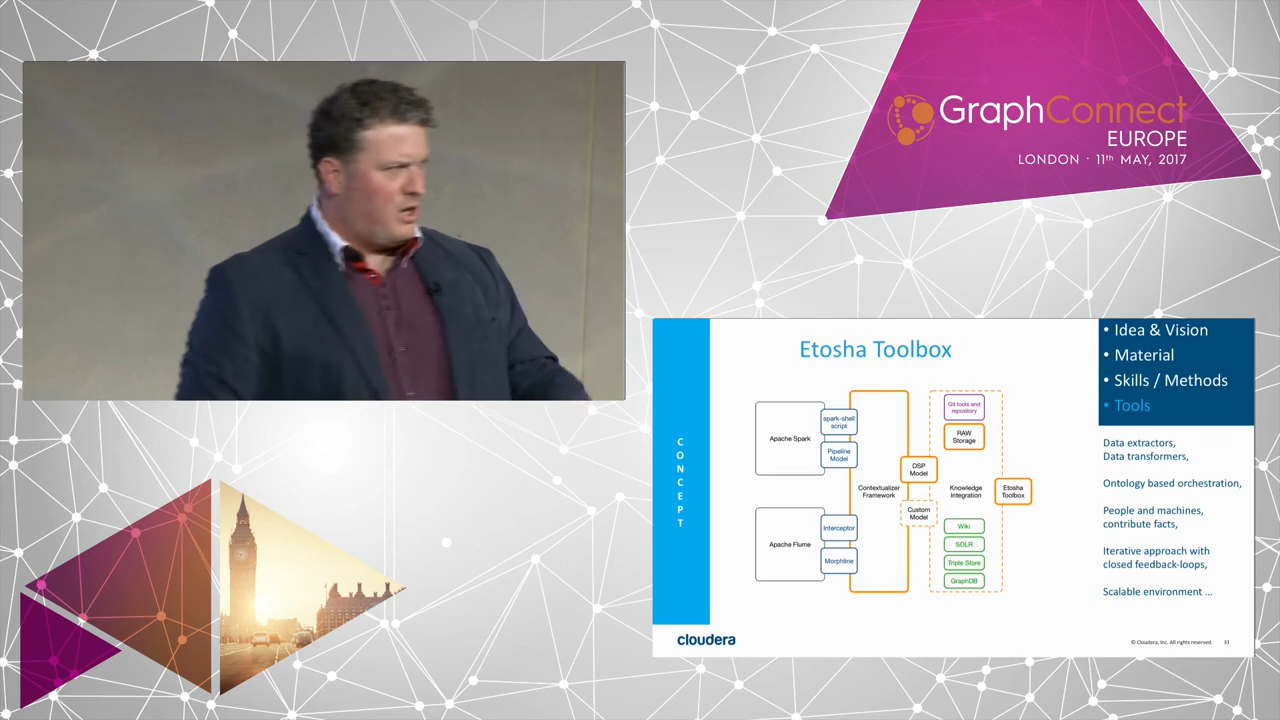 GraphConnect
EUROPE
LONDON · 11th MAY, 2017
Etosha Toolbox
• Idea & Vision
• Material
• Skills / Methods
• Tools
CONCEPT
Apache Spark
spark-shell
script
Pipeline
Model
Apache Flume
Interceptor
Morphline
Contextualizer
Framework
DSP
Model
Custom
Model
Git tools and
repository
RAW
Storage
Knowledge
Integration
Wiki
SOLR
Triple Store
GraphDB
Etosha
Toolbox
Data extractors,
Data transformers,
Ontology based orchestration,
People and machines,
contribute facts,
Iterative approach with
closed feedback-loops,
Scalable environment ...
cloudera
© Cloudera, Inc. All rights reserved.
31